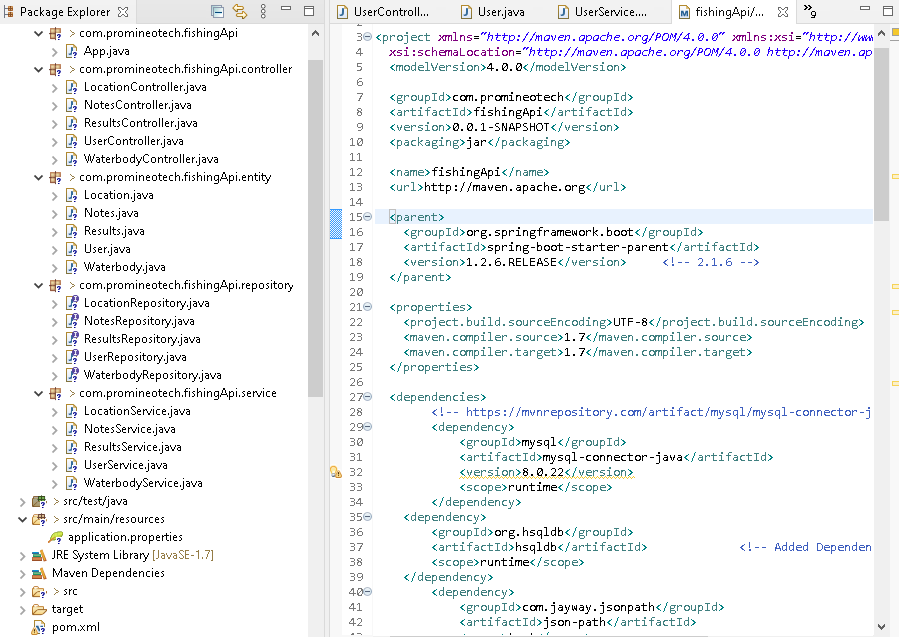 Package Explorer
com.promineotech.fishingApi
App.java
> com.promineotech.fishingApi.controller
LocationController.java
NotesController.java
ResultsController.java
UserController.java
WaterbodyController.java
> com.promineotech.fishingApi.entity
Location.java
Notes.java
Results.java
User.java
Waterbody.java
> com.promineotech.fishingApi.repository
LocationRepository.java
NotesRepository.java
ResultsRepository.java
UserRepository.java
WaterbodyRepository.java
> com.promineotech.fishingApi.service
LocationService.java
NotesService.java
ResultsService.java
UserService.java
WaterbodyService.java
> src/test/java
> src/main/resources
application.properties
JRE System Library [JavaSE-1.7]
Maven Dependencies
> src
target
pom.xml
UserControll... User.java UserService.... fishingApi/... »9
3 <project xmlns="http://maven.apache.org/POM/4.0.0" xmlns:xsi="http://www
4 xsi:schemaLocation="http://maven.apache.org/POM/4.0.0 http://maven.ap
5 <modelVersion>4.0.0</modelVersion>
6
7 <groupId>com.promineotech</groupId>
8 <artifactId>fishingApi</artifactId>
9 <version>0.0.1-SNAPSHOT</version>
10 <packaging>jar</packaging>
11
12 <name>fishingApi</name>
13 <url>http://maven.apache.org</url>
14
15 <parent>
16 <groupId>org.springframework.boot</groupId>
17 <artifactId>spring-boot-starter-parent</artifactId>
18 <version>1.2.6.RELEASE</version> <!-- 2.1.6 -->
19 </parent>
20
21 <properties>
22 <project.build.sourceEncoding>UTF-8</project.build.sourceEncoding>
23 <maven.compiler.source>1.7</maven.compiler.source>
24 <maven.compiler.target>1.7</maven.compiler.target>
25 </properties>
26
27 <dependencies>
28 <!-- https://mvnrepository.com/artifact/mysql/mysql-connector-j
29 <dependency>
30 <groupId>mysql</groupId>
31 <artifactId>mysql-connector-java</artifactId>
32 <version>8.0.22</version>
33 <scope>runtime</scope>
34 </dependency>
35 <dependency>
36 <groupId>org.hsqldb</groupId>
37 <artifactId>hsqldb</artifactId> <!-- Added Dependen
38 <scope>runtime</scope>
39 </dependency>
40 <dependency>
41 <groupId>com.jayway.jsonpath</groupId>
42 <artifactId>json-path</artifactId>